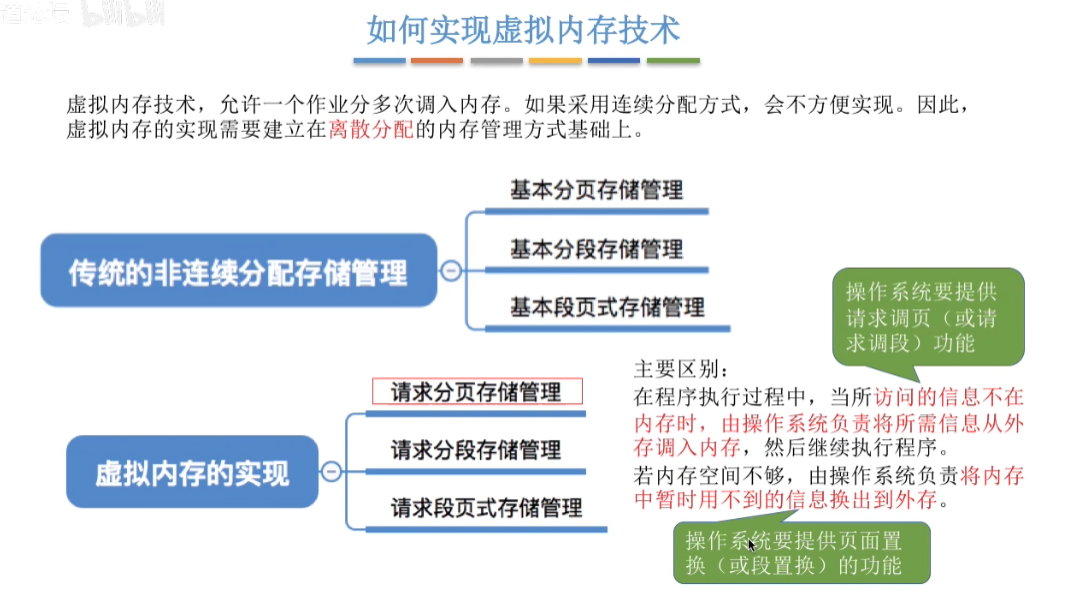 bilibili
如何实现虚拟内存技术
虚拟内存技术，允许一个作业分多次调入内存。如果采用连续分配方式，会不方便实现。因此，
虚拟内存的实现需要建立在离散分配的内存管理方式基础上。
传统的非连续分配存储管理
基本分页存储管理
基本分段存储管理
基本段页式存储管理
操作系统要提供
请求调页（或请
求调段）功能
虚拟内存的实现
请求分页存储管理
请求分段存储管理
请求段页式存储管理
主要区别：
在程序执行过程中，当所访问的信息不在
内存时，由操作系统负责将所需信息从外
存调入内存，然后继续执行程序。
若内存空间不够，由操作系统负责将内存
中暂时用不到的信息换出到外存。
操作系统要提供页面置
换（或段置换）的功能